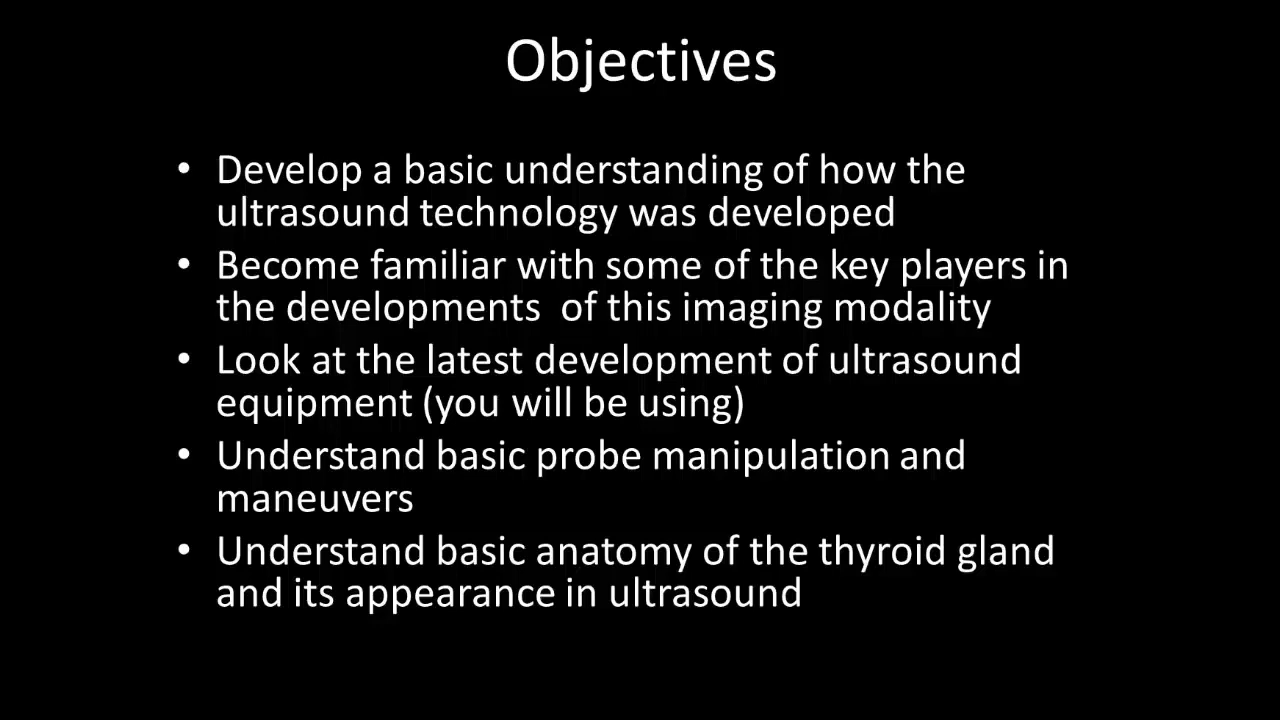 Objectives
• Develop a basic understanding of how the
ultrasound technology was developed
• Become familiar with some of the key players in
the developments  of this imaging modality
• Look at the latest development of ultrasound
equipment (you will be using)
• Understand basic probe manipulation and
maneuvers
• Understand basic anatomy of the thyroid gland
and its appearance in ultrasound